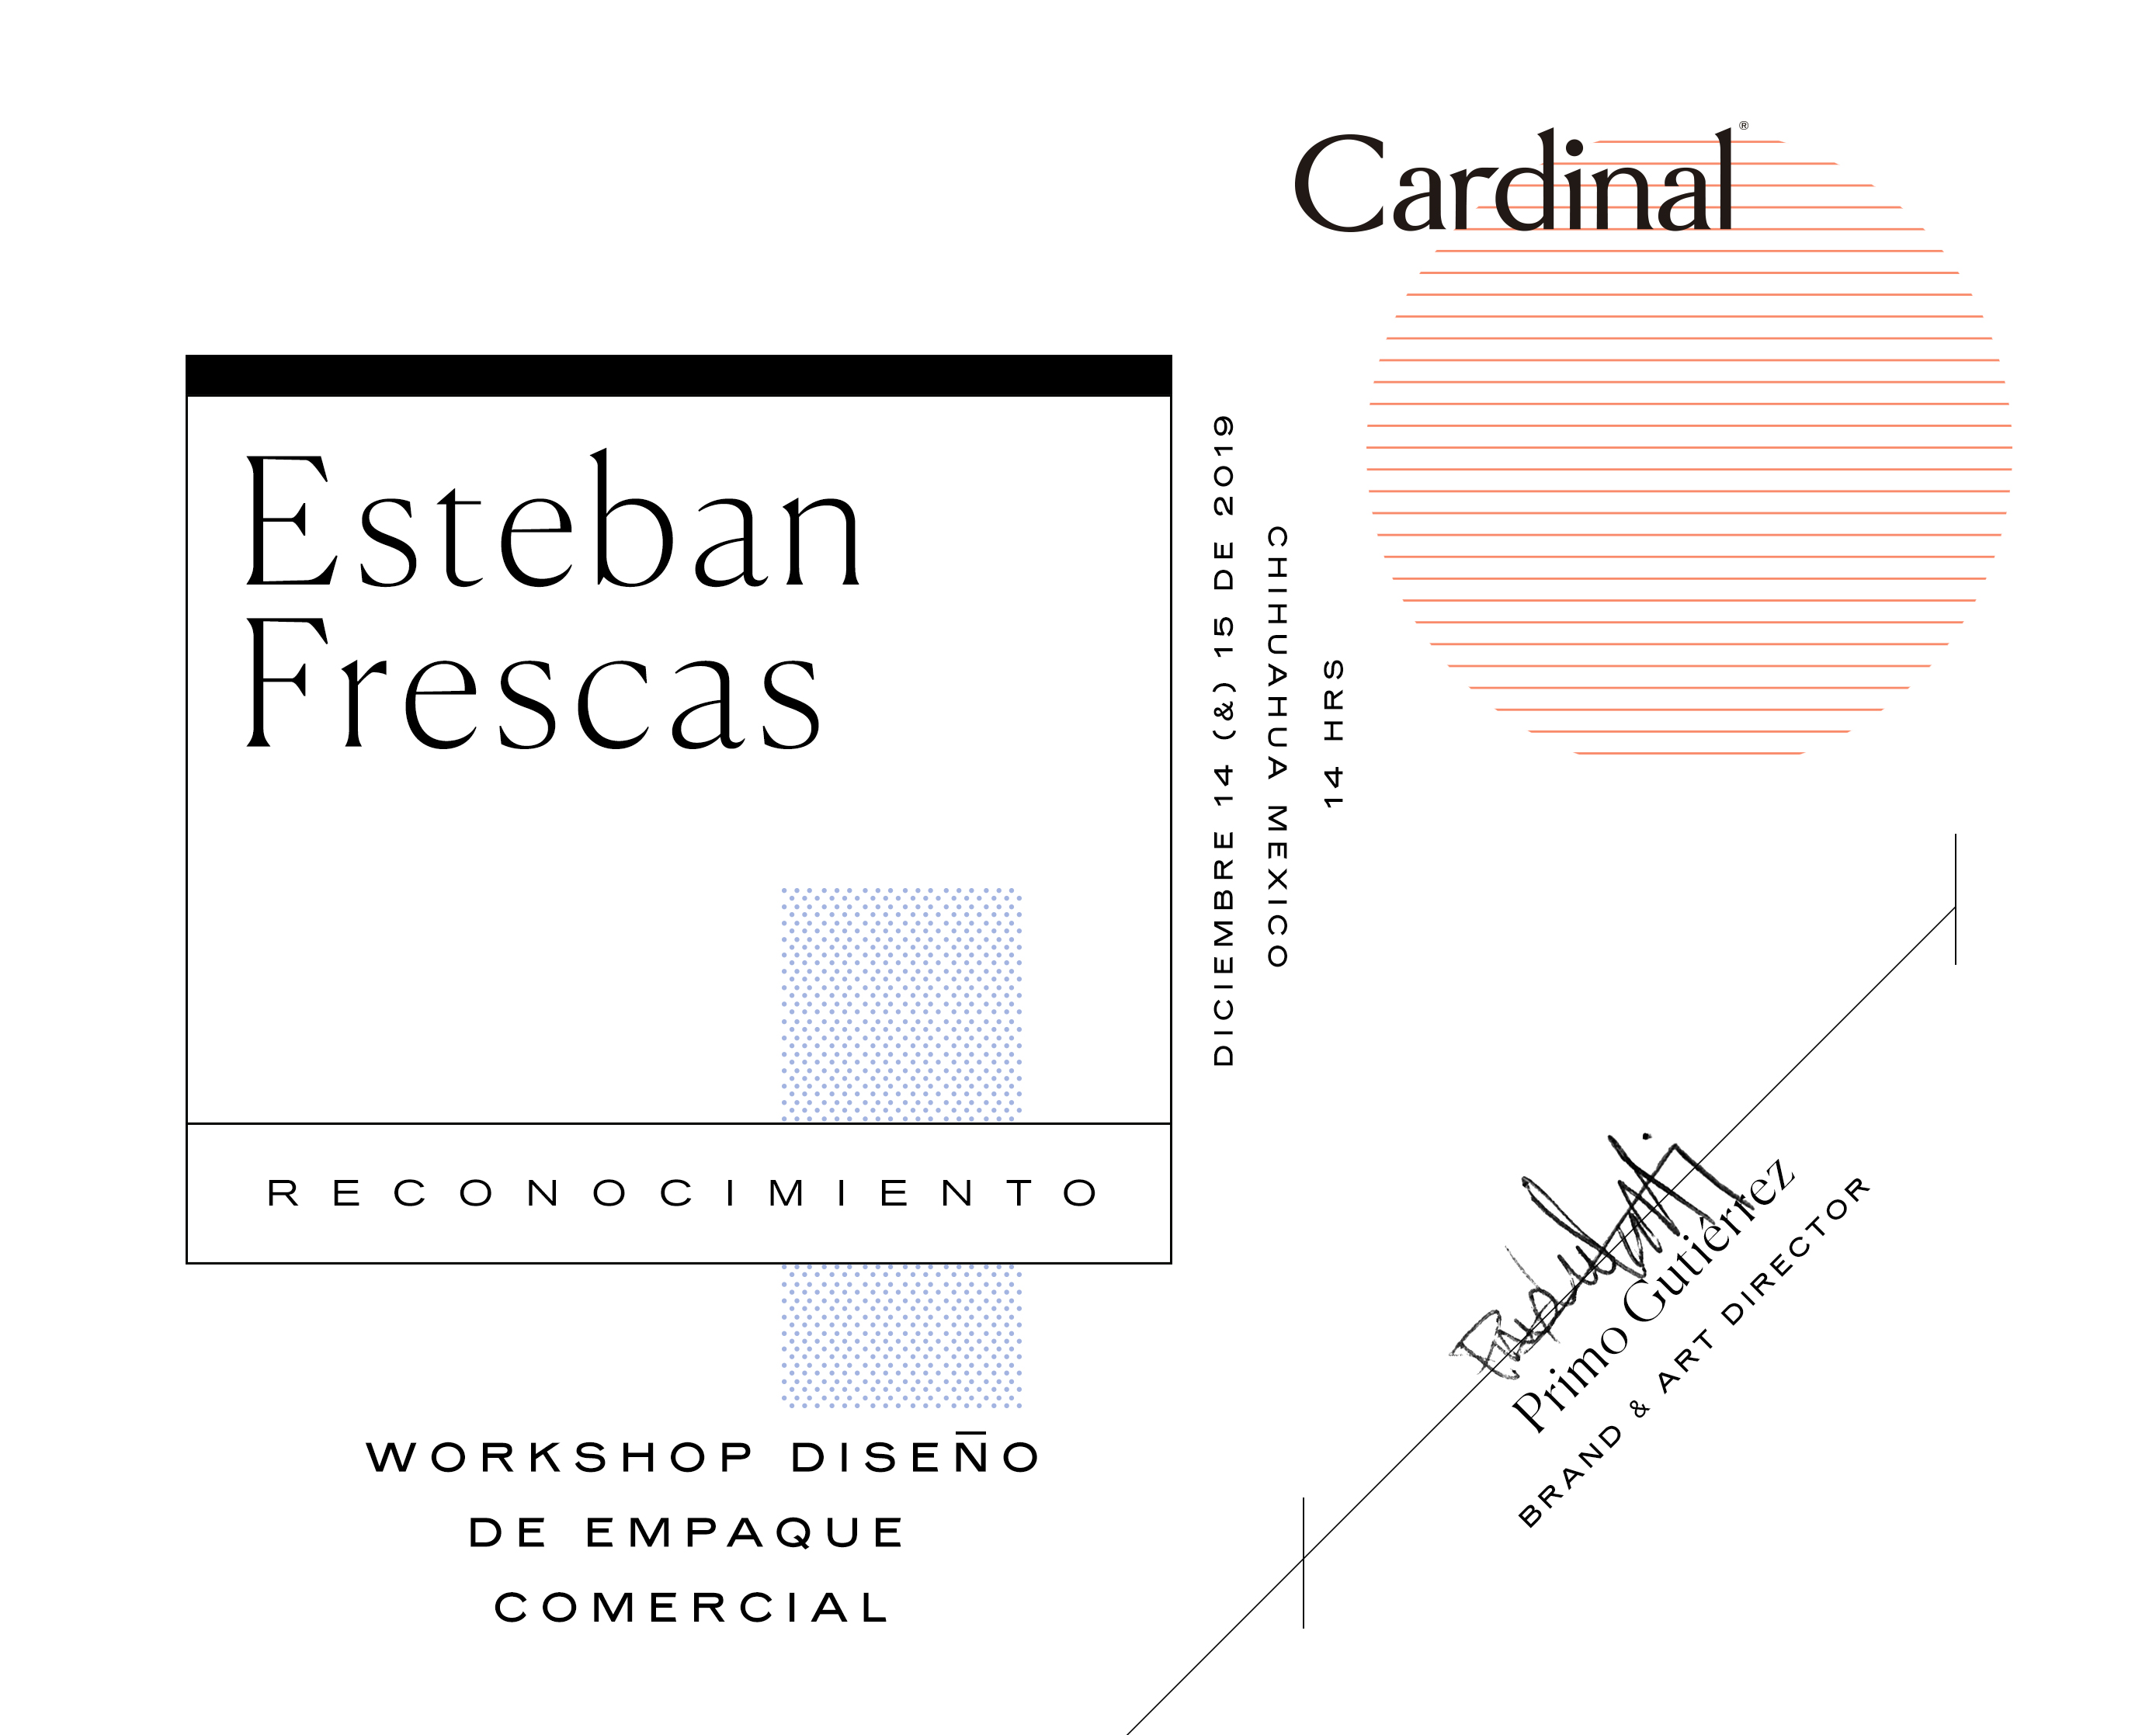 Cardinal®
Esteban
Frescas
RECONOCIMIENTO
DICIEMBRE 14 (&) 15 DE 2019
CHIHUAHUA MEXICO
14 HRS
WORKSHOP DISEÑO
DE EMPAQUE
COMERCIAL
Primo Gutiérrez
BRAND & ART DIRECTOR